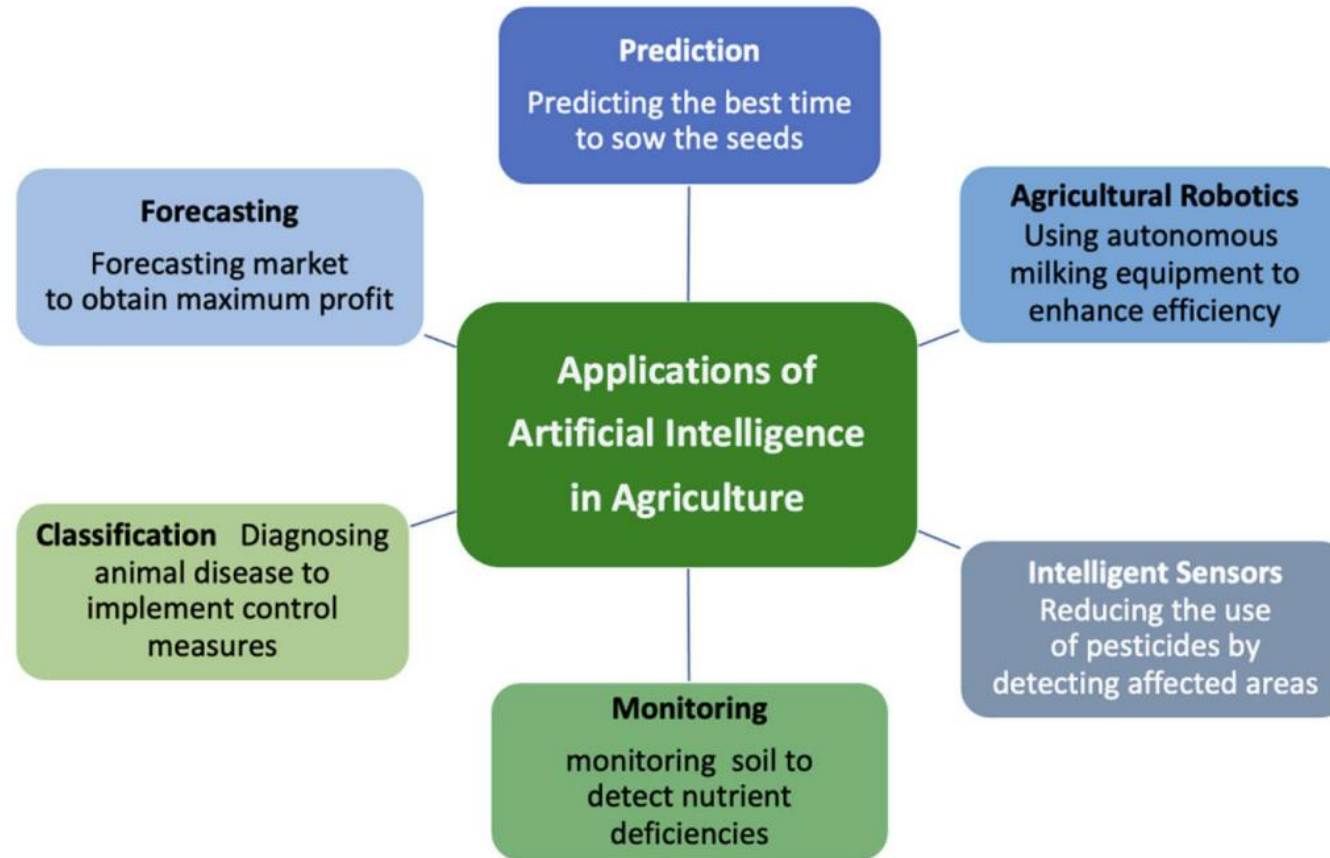 Prediction
Predicting the best time
to sow the seeds
Forecasting
Forecasting market
to obtain maximum profit
Agricultural Robotics
Using autonomous
milking equipment to
enhance efficiency
Applications of
Artificial Intelligence
in Agriculture
Classification Diagnosing
animal disease to
implement control
measures
Intelligent Sensors
Reducing the use
of pesticides by
detecting affected areas
Monitoring
monitoring soil to
detect nutrient
deficiencies